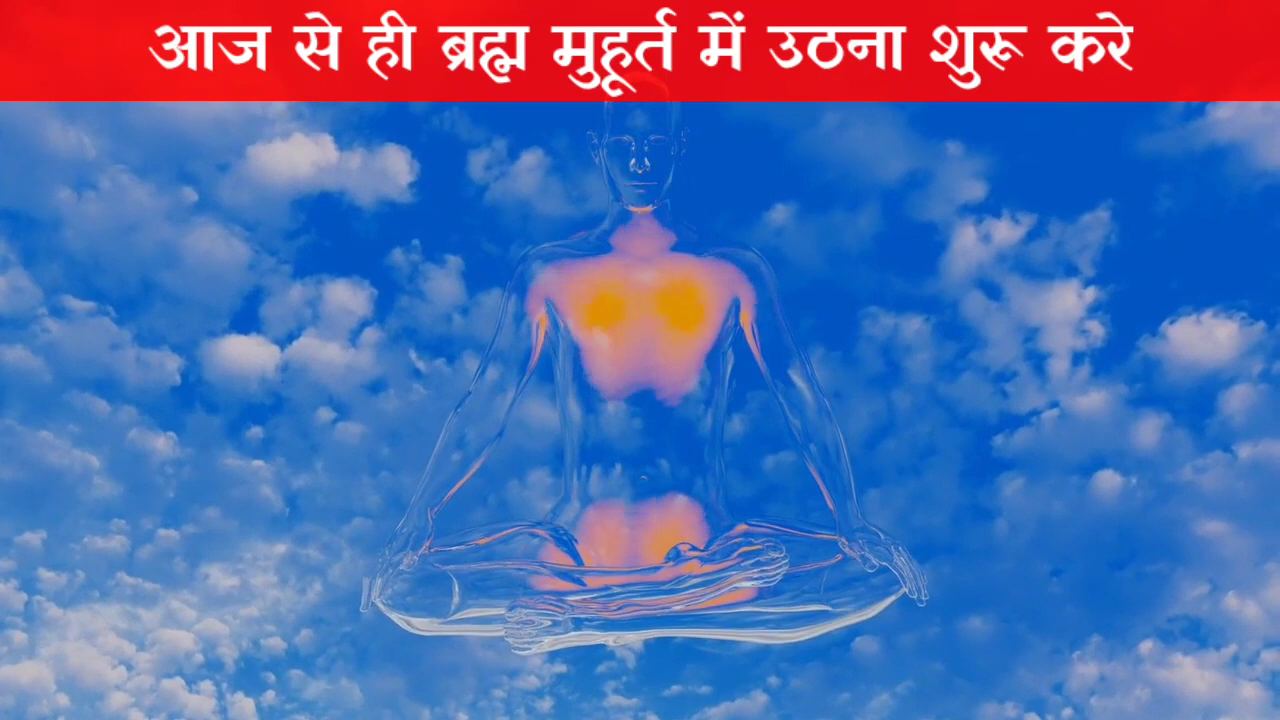 आज से ही ब्रह्म मुहूर्त में उठना शुरू करे